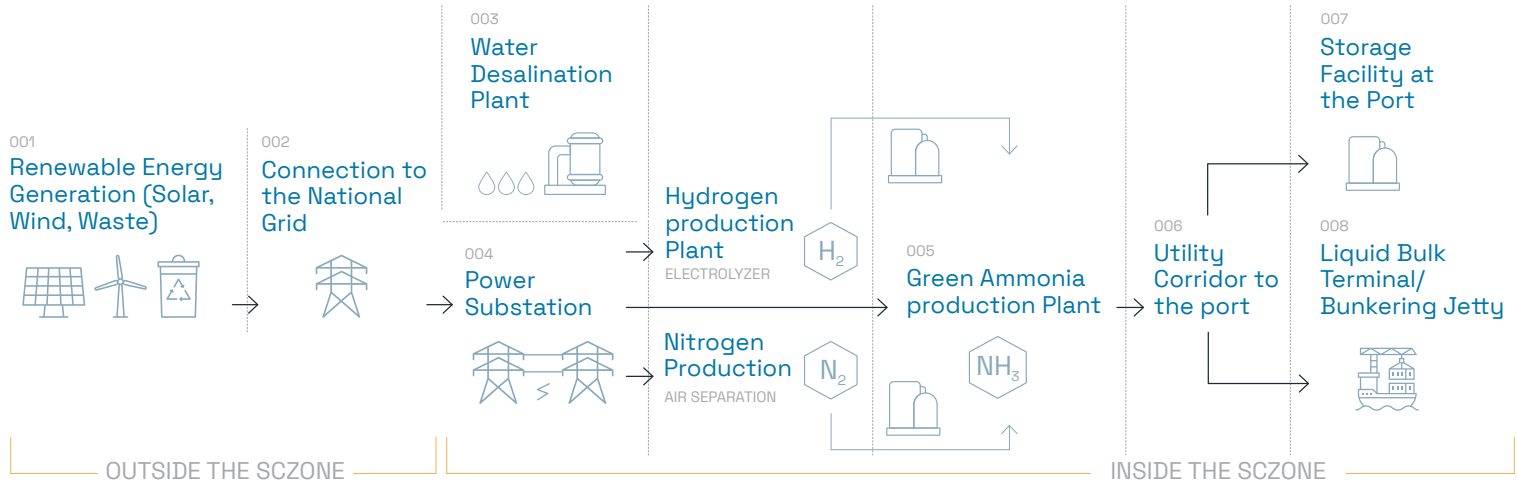 001
Renewable Energy
Generation (Solar,
Wind, Waste)
002
Connection to
the National
Grid
003
Water
Desalination
Plant
004
Power
Substation
Hydrogen
production
Plant
ELECTROLYZER
H2
Nitrogen
Production
AIR SEPARATION
N2
005
Green Ammonia
production Plant
NH3
006
Utility
Corridor to
the port
007
Storage
Facility at
the Port
008
Liquid Bulk
Terminal/
Bunkering Jetty
OUTSIDE THE SCZONE
INSIDE THE SCZONE